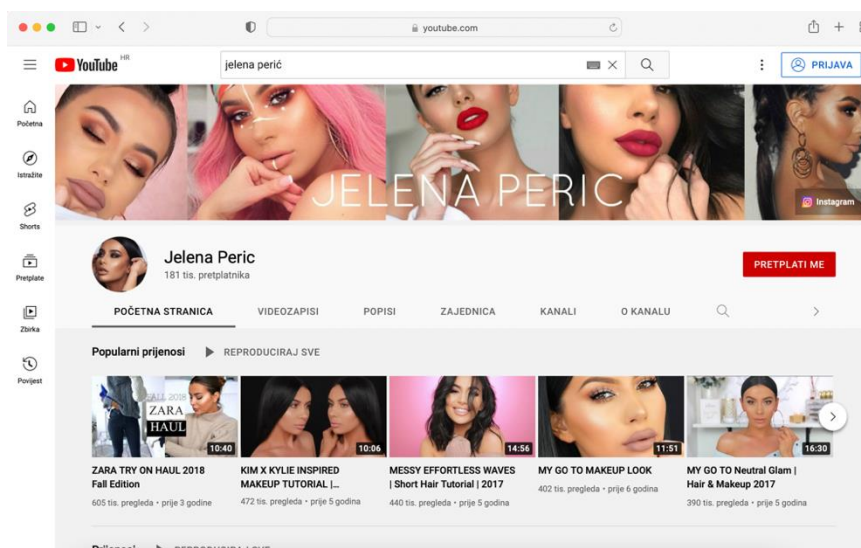 youtube.com
YouTube HR
jelena perić
PRIJAVA
Početna
Istražite
Shorts
Pretplate
Zbirka
Povijest
JELENA PERIC
Instagram
Jelena Peric
181 tis. pretplatnika
PRETPLATI ME
POČETNA STRANICA VIDEOZAPISI POPISI ZAJEDNICA KANALI O KANALU
Popularni prijenosi REPRODUCIRAJ SVE
FALL 2018
ZARA
HAUL
10:40
10:06
14:56
11:51
16:30
ZARA TRY ON HAUL 2018
Fall Edition
605 tis. pregleda • prije 3 godine
KIM X KYLIE INSPIRED
MAKEUP TUTORIAL |...
472 tis. pregleda • prije 5 godina
MESSY EFFORTLESS WAVES
| Short Hair Tutorial | 2017
440 tis. pregleda • prije 5 godina
MY GO TO MAKEUP LOOK
402 tis. pregleda • prije 6 godina
MY GO TO Neutral Glam |
Hair & Makeup 2017
390 tis. pregleda • prije 5 godina
Prijenosi REPRODUCIRAJ SVE